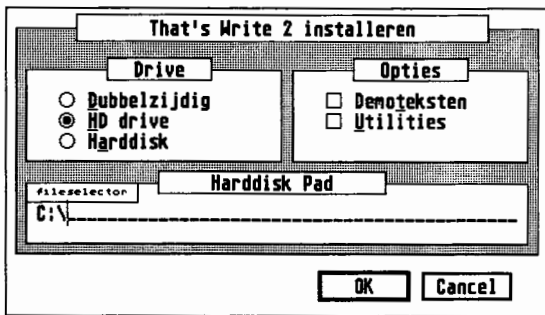 That's Write 2 installeren
Drive
Dubbelzijdig
HD drive
Harddisk
Opties
Demoteksten
Utilities
Harddisk Pad
fileselector
C:\
OK
Cancel